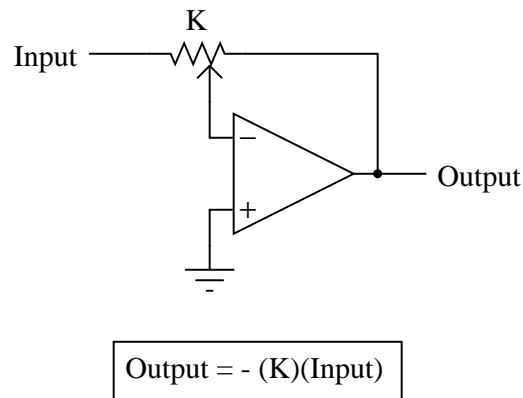 K
Input
−
Output
+
Output = - (K)(Input)